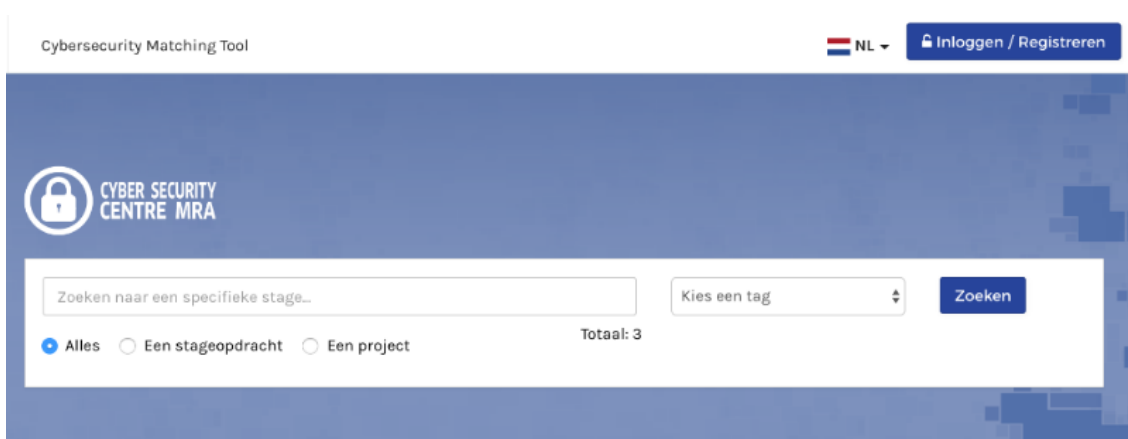 Cybersecurity Matching Tool
NL
Inloggen / Registreren
CYBER SECURITY
CENTRE MRA
Zoeken naar een specifieke stage...
Kies een tag
Zoeken
Totaal: 3
Alles
Een stageopdracht
Een project